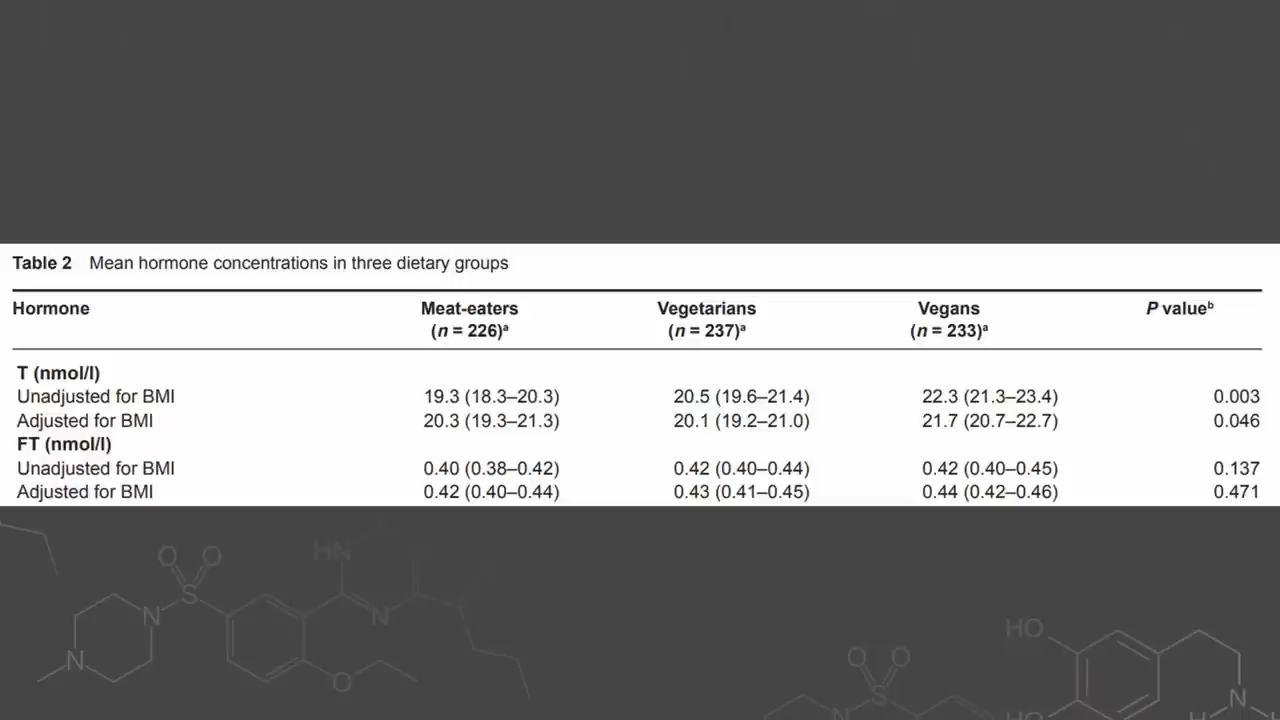 Table 2 Mean hormone concentrations in three dietary groups
Hormone Meat-eaters Vegetarians Vegans P valueᵇ
(n = 226)ᵃ (n = 237)ᵃ (n = 233)ᵃ
T (nmol/l)
Unadjusted for BMI 19.3 (18.3–20.3) 20.5 (19.6–21.4) 22.3 (21.3–23.4) 0.003
Adjusted for BMI 20.3 (19.3–21.3) 20.1 (19.2–21.0) 21.7 (20.7–22.7) 0.046
FT (nmol/l)
Unadjusted for BMI 0.40 (0.38–0.42) 0.42 (0.40–0.44) 0.42 (0.40–0.45) 0.137
Adjusted for BMI 0.42 (0.40–0.44) 0.43 (0.41–0.45) 0.44 (0.42–0.46) 0.471
O O HN
S
N N
N
O
HO
O O
S
N
HO
N